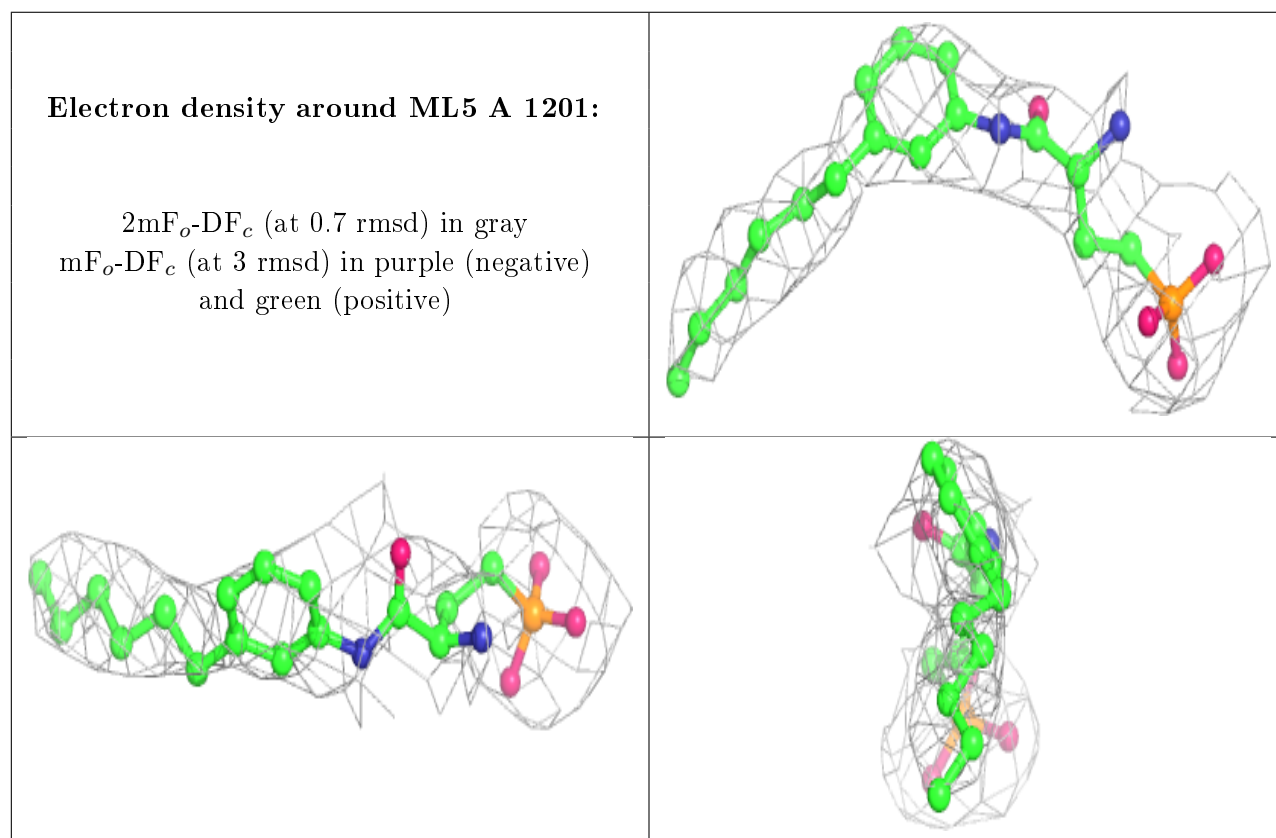 Electron density around ML5 A 1201:
2mFₒ-DF𝒸 (at 0.7 rmsd) in gray
mFₒ-DF𝒸 (at 3 rmsd) in purple (negative)
and green (positive)